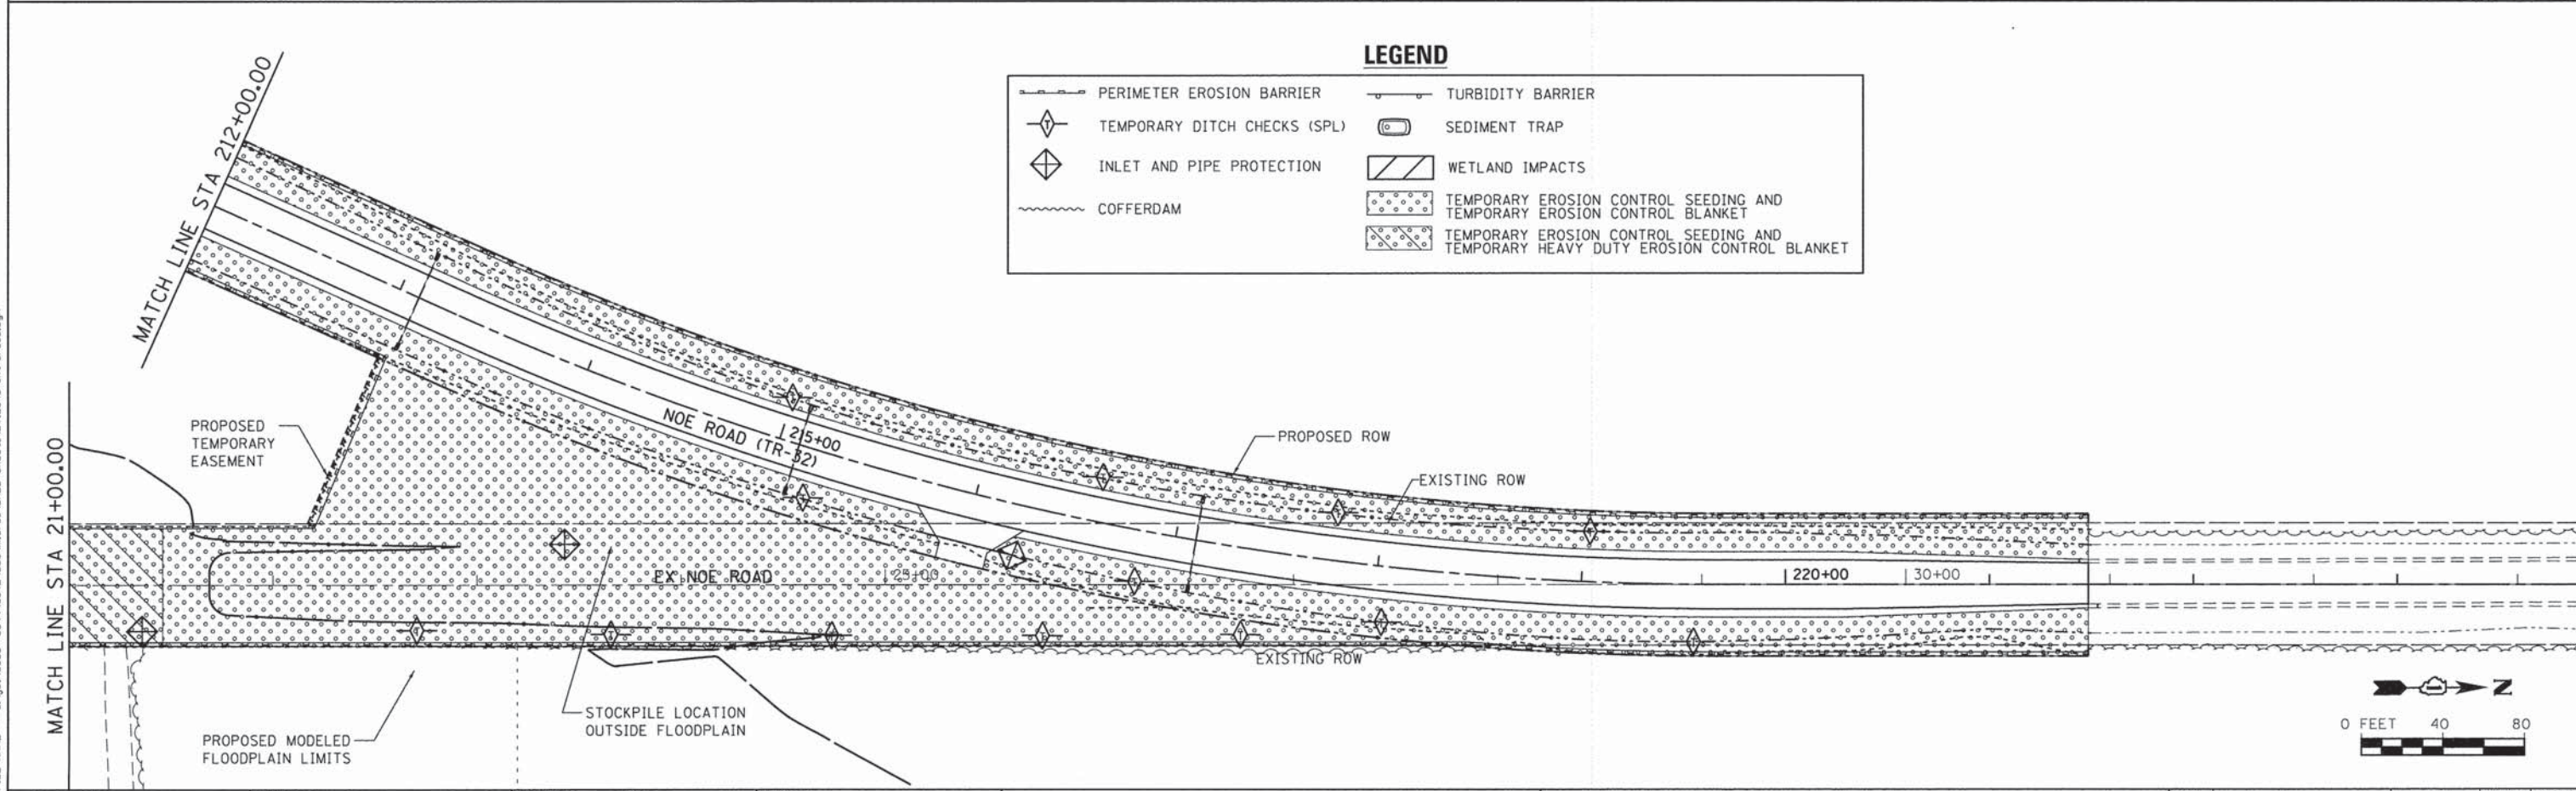 LEGEND
PERIMETER EROSION BARRIER
TEMPORARY DITCH CHECKS (SPL)
INLET AND PIPE PROTECTION
COFFERDAM
TURBIDITY BARRIER
SEDIMENT TRAP
WETLAND IMPACTS
TEMPORARY EROSION CONTROL SEEDING AND
TEMPORARY EROSION CONTROL BLANKET
TEMPORARY EROSION CONTROL SEEDING AND
TEMPORARY HEAVY DUTY EROSION CONTROL BLANKET
MATCH LINE STA 212+00.00
MATCH LINE STA 21+00.00
PROPOSED
TEMPORARY
EASEMENT
NOE ROAD (TR-32)
215+00
PROPOSED ROW
EXISTING ROW
EX NOE ROAD
25+00
220+00
30+00
EXISTING ROW
STOCKPILE LOCATION
OUTSIDE FLOODPLAIN
PROPOSED MODELED
FLOODPLAIN LIMITS
N
0 FEET 40 80